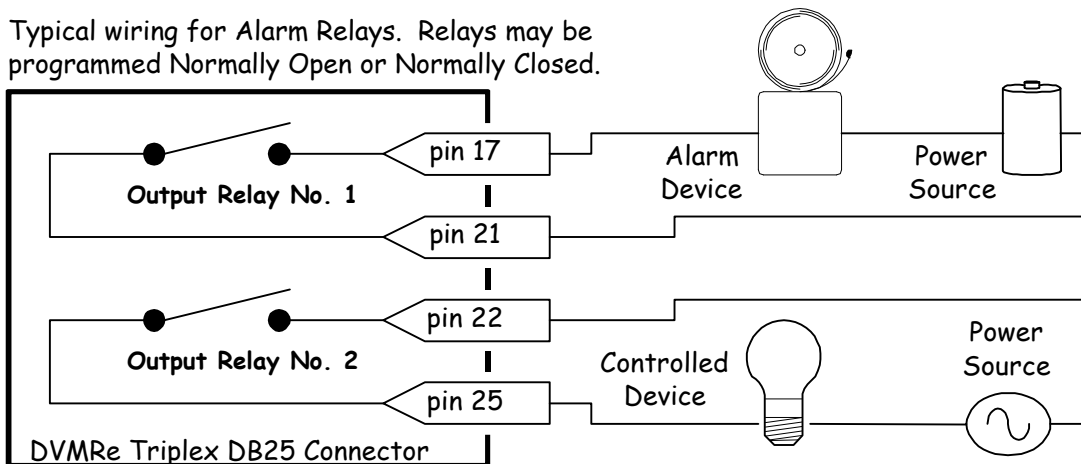 Typical wiring for Alarm Relays. Relays may be
programmed Normally Open or Normally Closed.
pin 17
Output Relay No. 1
pin 21
Alarm
Device
Power
Source
pin 22
Output Relay No. 2
pin 25
Controlled
Device
Power
Source
DVMRe Triplex DB25 Connector